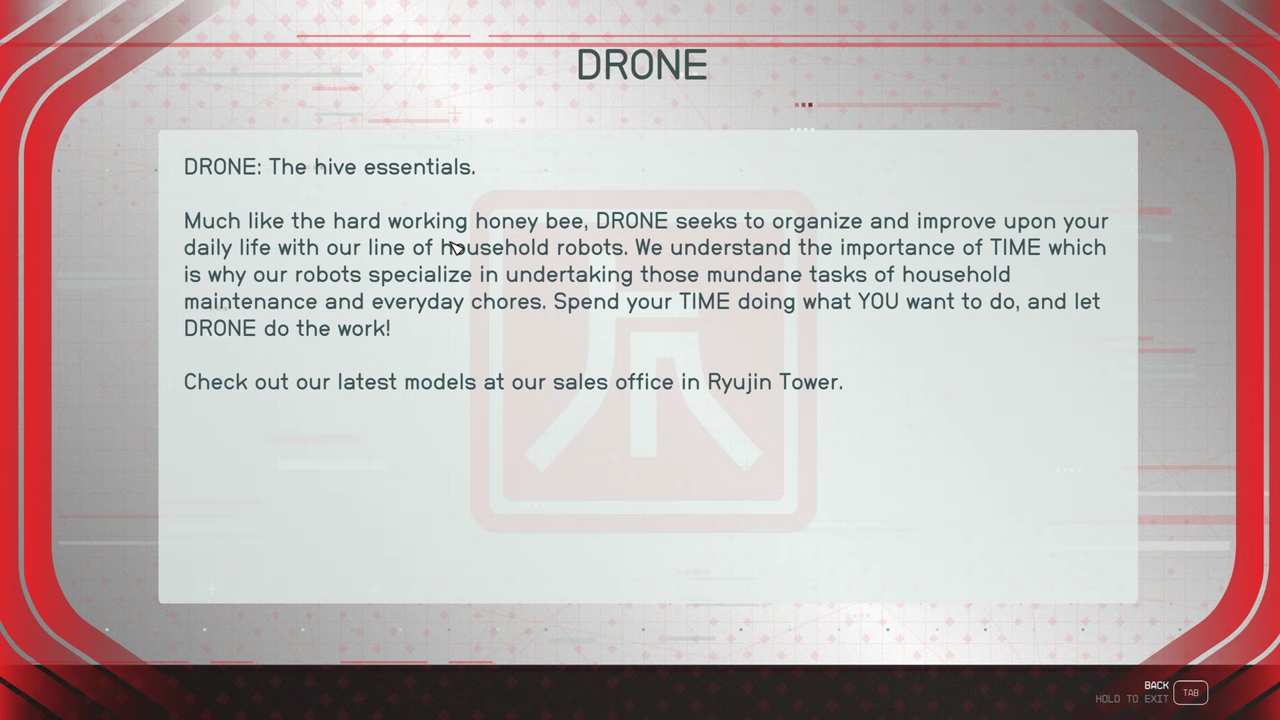 DRONE
DRONE: The hive essentials.
Much like the hard working honey bee, DRONE seeks to organize and improve upon your
daily life with our line of household robots. We understand the importance of TIME which
is why our robots specialize in undertaking those mundane tasks of household
maintenance and everyday chores. Spend your TIME doing what YOU want to do, and let
DRONE do the work!
Check out our latest models at our sales office in Ryujin Tower.
BACK
HOLD TO EXIT
TAB